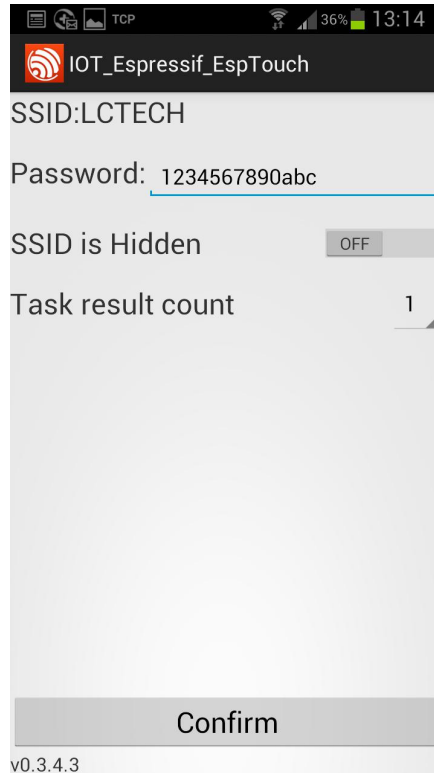 TCP 36% 13:14
IOT_Espressif_EspTouch
SSID:LCTECH
Password: 1234567890abc
SSID is Hidden OFF
Task result count 1
Confirm
v0.3.4.3